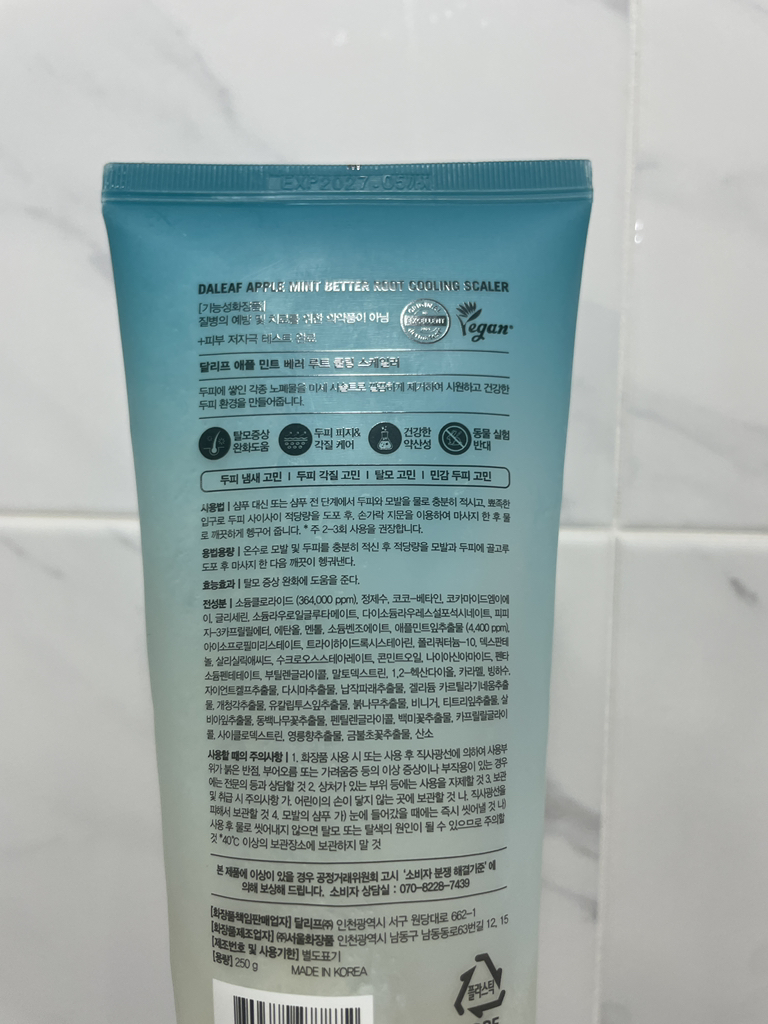 EXP2027.05
DALEAF APPLE MINT BETTER ROOT COOLING SCALER
[기능성화장품]
질병의 예방 및 치료를 위한 의약품이 아님
+피부 저자극 테스트 완료
EXCELLENT
Vegan
달리프 애플 민트 베러 루트 쿨링 스케일러
두피에 쌓인 각종 노폐물을 미세 시솔트로 깔끔하게 제거하여 시원하고 건강한
두피 환경을 만들어줍니다.
탈모증상
완화도움
두피 피지&
각질 케어
건강한
약산성
동물 실험
반대
두피 냄새 고민 | 두피 각질 고민 | 탈모 고민 | 민감 두피 고민
사용법 | 샴푸 대신 또는 샴푸 전 단계에서 두피와 모발을 물로 충분히 적시고, 뾰족한
입구로 두피 사이사이 적당량을 도포 후, 손가락 지문을 이용하여 마사지 한 후 물
로 깨끗하게 헹구어 줍니다. * 주 2-3회 사용을 권장합니다.
용법용량 | 온수로 모발 및 두피를 충분히 적신 후 적당량을 모발과 두피에 골고루
도포 후 마사지 한 다음 깨끗이 헹궈낸다.
효능효과 | 탈모 증상 완화에 도움을 준다.
전성분 | 소듐클로라이드 (364,000 ppm), 정제수, 코코-베타인, 코카마이드엠이에
이, 글리세린, 소듐라우로일글루타메이트, 다이소듐라우레스설포석시네이트, 피피
지-3카프릴릴에터, 에탄올, 멘톨, 소듐벤조에이트, 애플민트잎추출물 (4,400 ppm),
아이소프로필미리스테이트, 트라이하이드록시스테아린, 폴리쿼터늄-10, 덱스판테
놀, 살리실릭애씨드, 수크로오스스테아레이트, 콘민트오일, 나이아신아마이드, 펜타
소듐펜테테이트, 부틸렌글라이콜, 말토덱스트린, 1,2-헥산다이올, 카라멜, 빙하수,
자이언트켈프추출물, 다시마추출물, 납작파래추출물, 겔리듐 카르틸라기네움추출
물, 개청각추출물, 유칼립투스잎추출물, 붉나무추출물, 비니거, 티트리잎추출물, 살
비아잎추출물, 동백나무꽃추출물, 펜틸렌글라이콜, 백미꽃추출물, 카프릴릴글라이
콜, 사이클로덱스트린, 영릉향추출물, 금불초꽃추출물, 산소
사용할 때의 주의사항 | 1. 화장품 사용 시 또는 사용 후 직사광선에 의하여 사용부
위가 붉은 반점, 부어오름 또는 가려움증 등의 이상 증상이나 부작용이 있는 경우
에는 전문의 등과 상담할 것 2. 상처가 있는 부위 등에는 사용을 자제할 것 3. 보관
및 취급 시 주의사항 가. 어린이의 손이 닿지 않는 곳에 보관할 것 나. 직사광선을
피해서 보관할 것 4. 모발의 샴푸 가) 눈에 들어갔을 때에는 즉시 씻어낼 것 나)
사용 후 물로 씻어내지 않으면 탈모 또는 탈색의 원인이 될 수 있으므로 주의할
것 *40℃ 이상의 보관장소에 보관하지 말 것
본 제품에 이상이 있을 경우 공정거래위원회 고시 '소비자 분쟁 해결기준'에
의해 보상해 드립니다. 소비자 상담실 : 070-8228-7439
[화장품책임판매업자] 달리프㈜ 인천광역시 서구 원당대로 662-1
[화장품제조업자] ㈜서울화장품 인천광역시 남동구 남동동로63번길 12, 15
[제조번호 및 사용기한] 별도표기
[용량] 250 g MADE IN KOREA
플라스틱